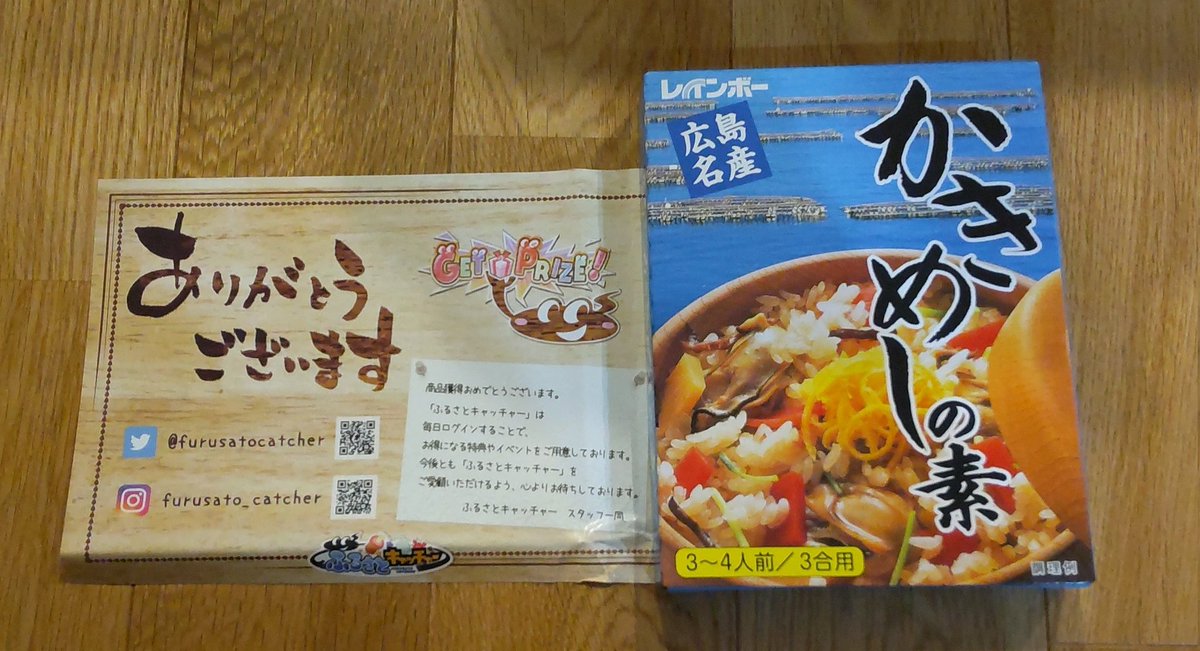 ありがとう
ございます
GET PRIZE!
商品獲得おめでとうございます。
「ふるさとキャッチャー」は
毎日ログインすることで、
お得になる特典やイベントをご用意しております。
今後とも「ふるさとキャッチャー」を
ご愛顧いただけるよう、心よりお待ちしております。
ふるさとキャッチャー スタッフ一同
@furusatocatcher
furusato_catcher
ふるさとキャッチャー
レインボー
広島
名産
かきめしの素
3～4人前/3合用
調理例